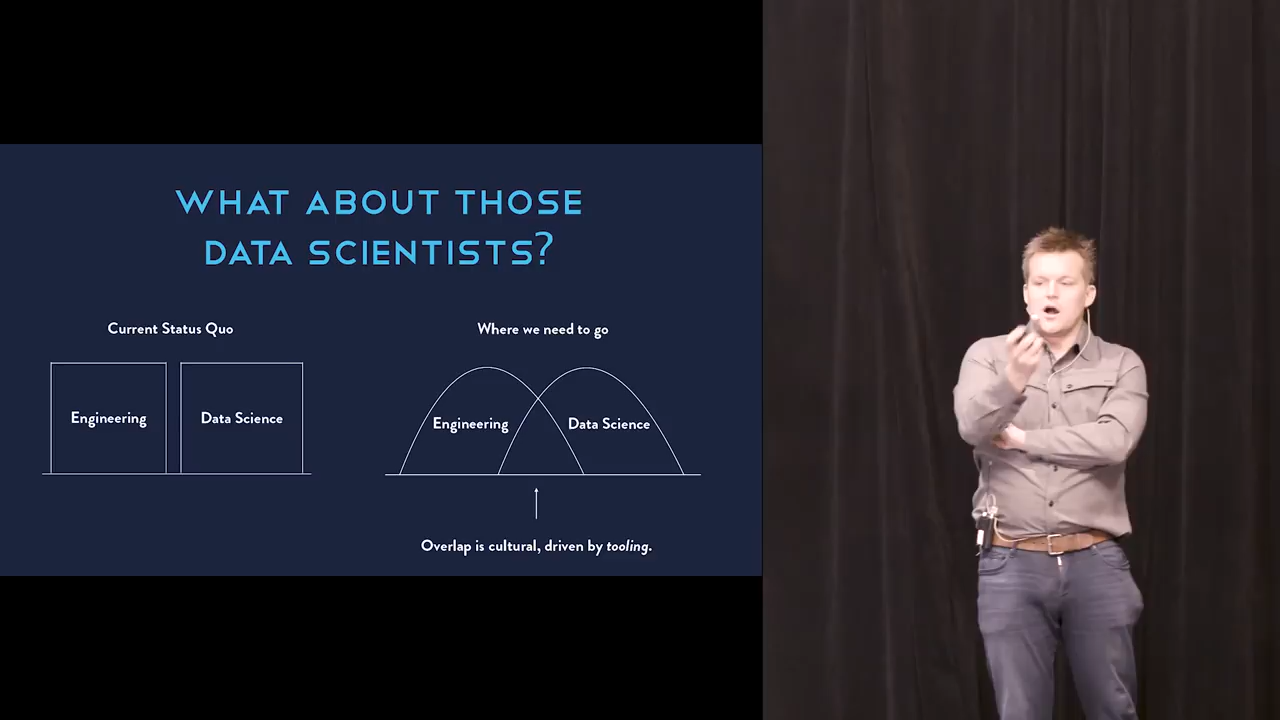 WHAT ABOUT THOSE
DATA SCIENTISTS?
Current Status Quo
Engineering
Data Science
Where we need to go
Engineering
Data Science
Overlap is cultural, driven by tooling.